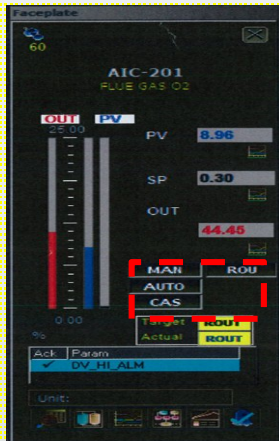 Faceplate
60
AIC-201
FLUE GAS O2
OUT PV
25.00
PV 8.96
SP 0.30
OUT
44.45
MAN ROU
AUTO
CAS
0.00
Target ROUT
% Actual ROUT
Ack Param
✓ DV_HI_ALM
Unit: